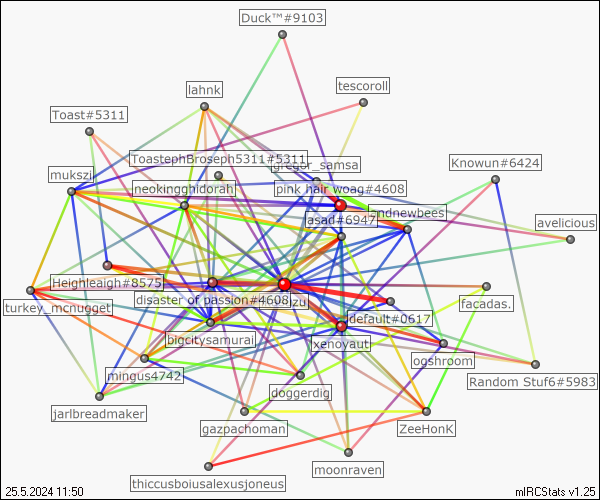 Duck™#9103
tescoroll
lahnk
Toast#5311
ToastephBroseph5311#5311
gregor_samsa
Knowun#6424
mukszi
neokingghidorah
pink hair woag#4608
andnewbees
asad#6947
avelicious
Heighleaigh#8575
turkey_mcnugget
disaster of passion#4608
zu
facadas.
default#0617
bigcitysamurai
xenoyaut
ogshroom
mingus4742
Random Stuf6#5983
doggerdig
jarlbreadmaker
gazpachoman
ZeeHonK
moonraven
thiccusboiusalexusjoneus
25.5.2024 11:50
mIRCStats v1.25